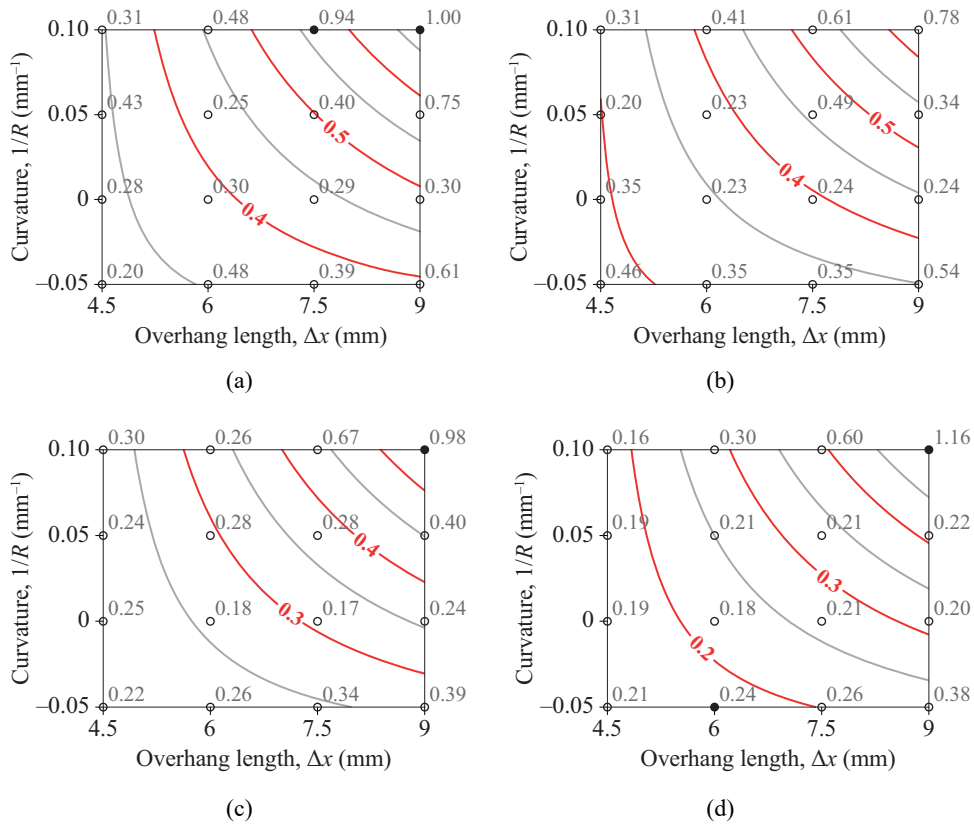 0.31 0.48 0.94 1.00
0.10
0.43 0.25 0.40 0.75
0.05
0.5
0.28 0.30 0.29 0.30
0
0.4
0.20 0.48 0.39 0.61
−0.05
4.5 6 7.5 9
Curvature, 1/R (mm⁻¹)
Overhang length, Δx (mm)
(a)
0.31 0.41 0.61 0.78
0.10
0.20 0.23 0.49 0.34
0.05
0.5
0.35 0.23 0.24 0.24
0.4
0
0.46 0.35 0.35 0.54
−0.05
4.5 6 7.5 9
Curvature, 1/R (mm⁻¹)
Overhang length, Δx (mm)
(b)
0.30 0.26 0.67 0.98
0.10
0.24 0.28 0.28 0.40
0.05
0.4
0.25 0.18 0.17 0.24
0
0.3
0.22 0.26 0.34 0.39
−0.05
4.5 6 7.5 9
Curvature, 1/R (mm⁻¹)
Overhang length, Δx (mm)
(c)
0.16 0.30 0.60 1.16
0.10
0.19 0.21 0.21 0.22
0.05
0.3
0.19 0.18 0.21 0.20
0
0.2
0.21 0.24 0.26 0.38
−0.05
4.5 6 7.5 9
Curvature, 1/R (mm⁻¹)
Overhang length, Δx (mm)
(d)